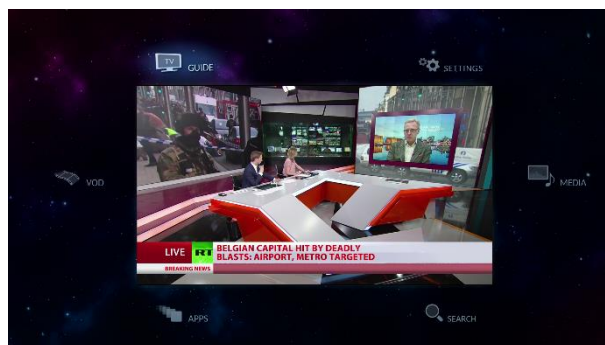 TV
GUIDE
SETTINGS
VOD
MEDIA
LIVE RT BELGIAN CAPITAL HIT BY DEADLY
BLASTS: AIRPORT, METRO TARGETED
BREAKING NEWS
APPS
SEARCH